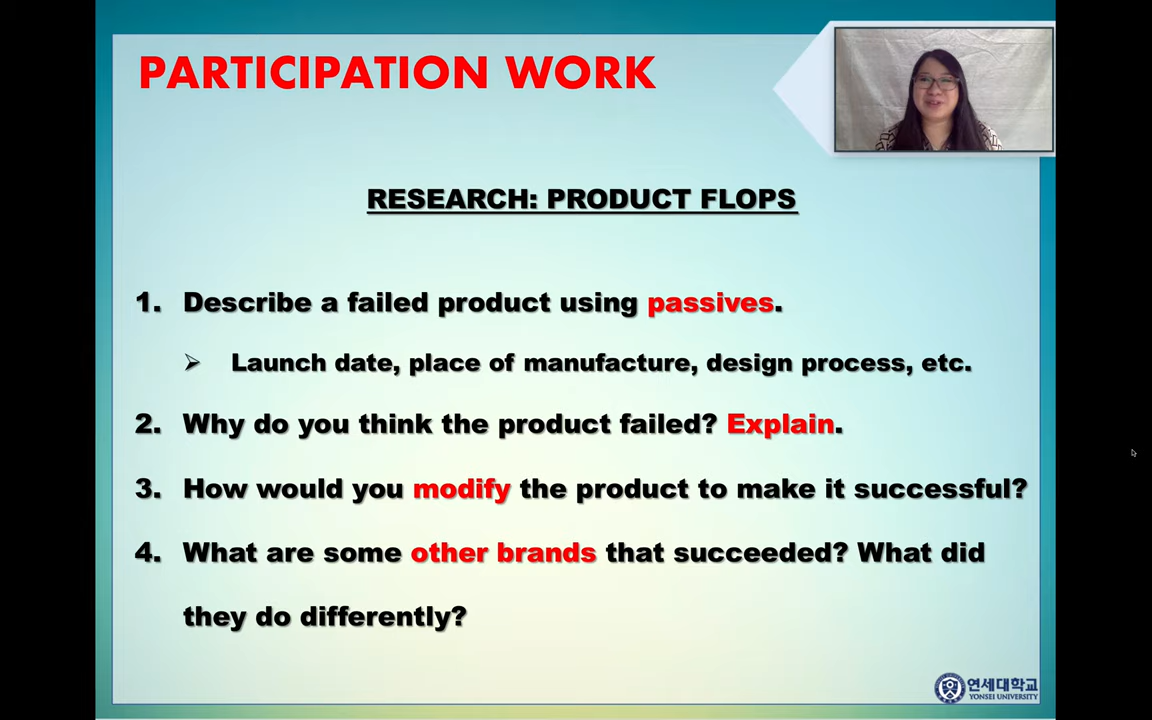 PARTICIPATION WORK
RESEARCH: PRODUCT FLOPS
1. Describe a failed product using passives.
➢ Launch date, place of manufacture, design process, etc.
2. Why do you think the product failed? Explain.
3. How would you modify the product to make it successful?
4. What are some other brands that succeeded? What did
they do differently?
연세대학교
YONSEI UNIVERSITY